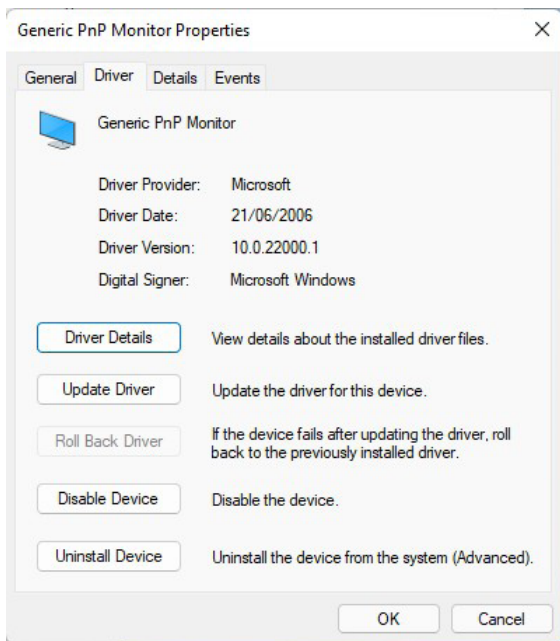 Generic PnP Monitor Properties
General Driver Details Events
Generic PnP Monitor
Driver Provider: Microsoft
Driver Date: 21/06/2006
Driver Version: 10.0.22000.1
Digital Signer: Microsoft Windows
Driver Details View details about the installed driver files.
Update Driver Update the driver for this device.
Roll Back Driver If the device fails after updating the driver, roll
back to the previously installed driver.
Disable Device Disable the device.
Uninstall Device Uninstall the device from the system (Advanced).
OK Cancel